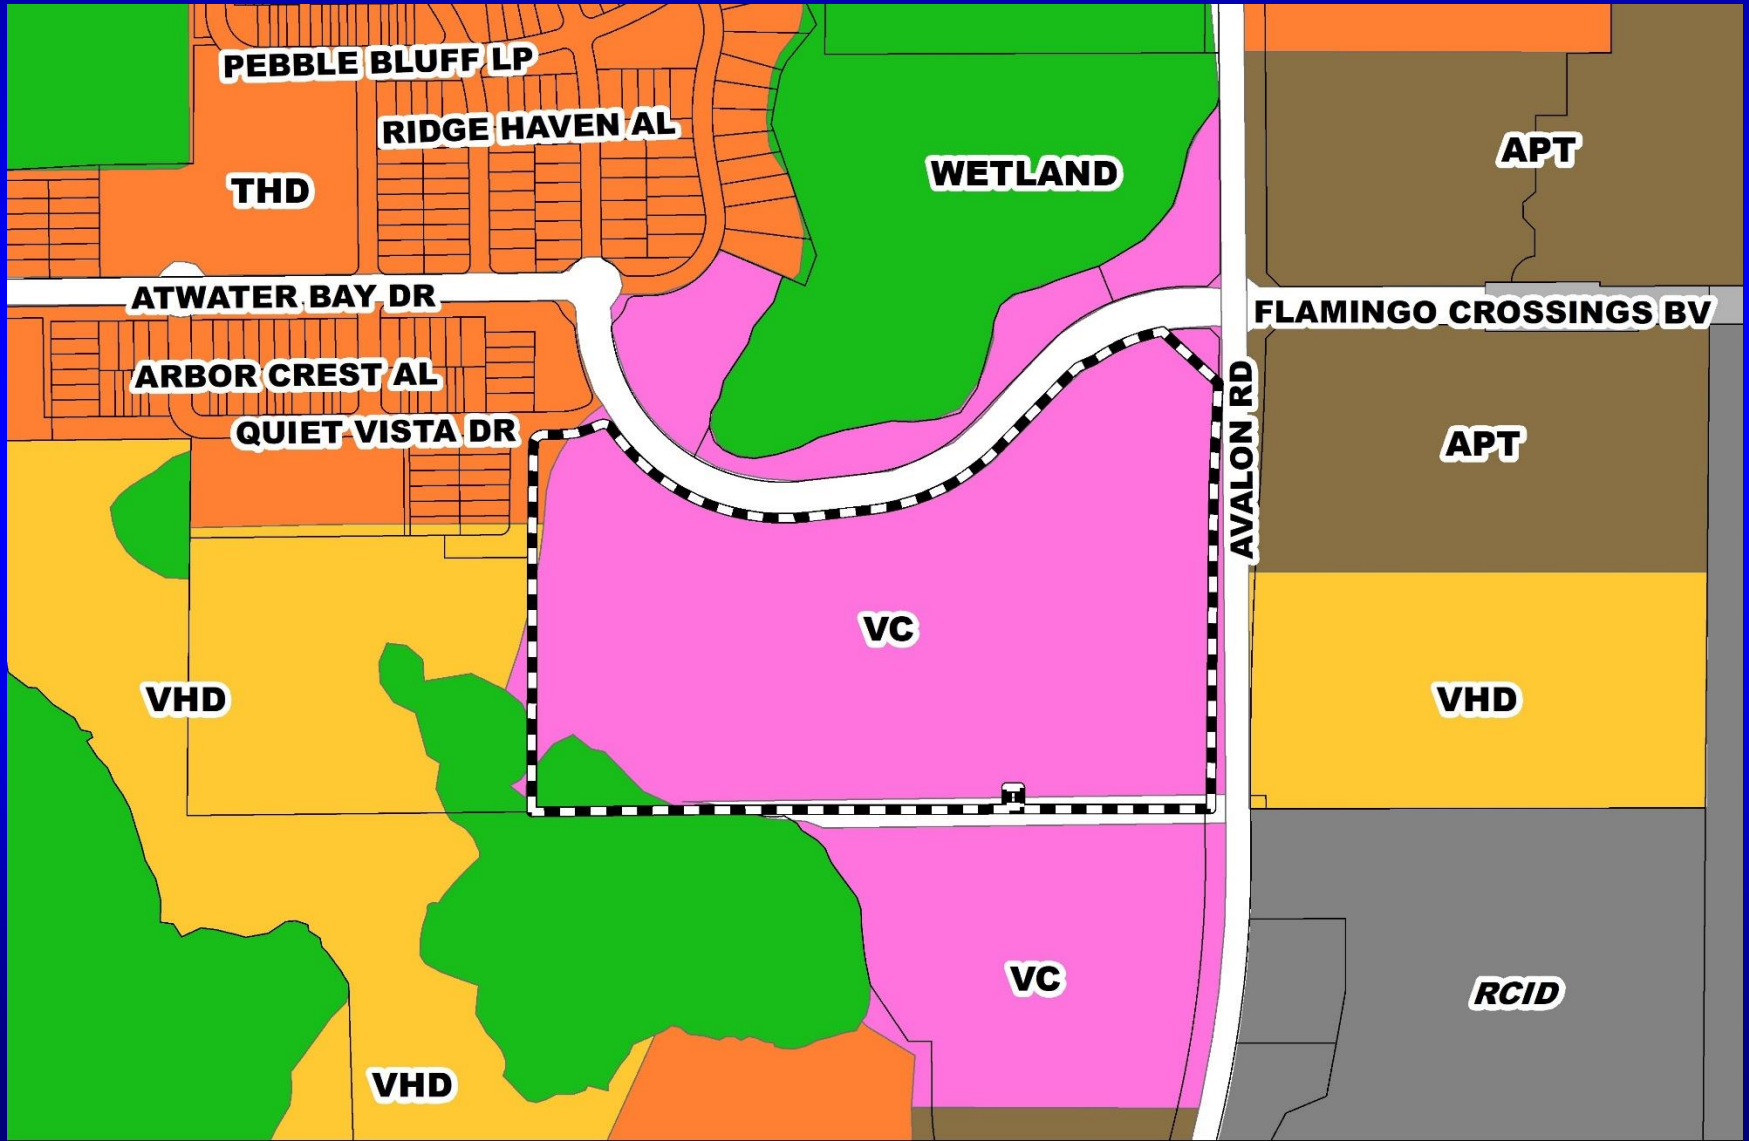 PEBBLE BLUFF LP
RIDGE HAVEN AL
APT
WETLAND
THD
ATWATER BAY DR
FLAMINGO CROSSINGS BV
ARBOR CREST AL
AVALON RD
QUIET VISTA DR
APT
VC
VHD
VHD
VC
RCID
VHD